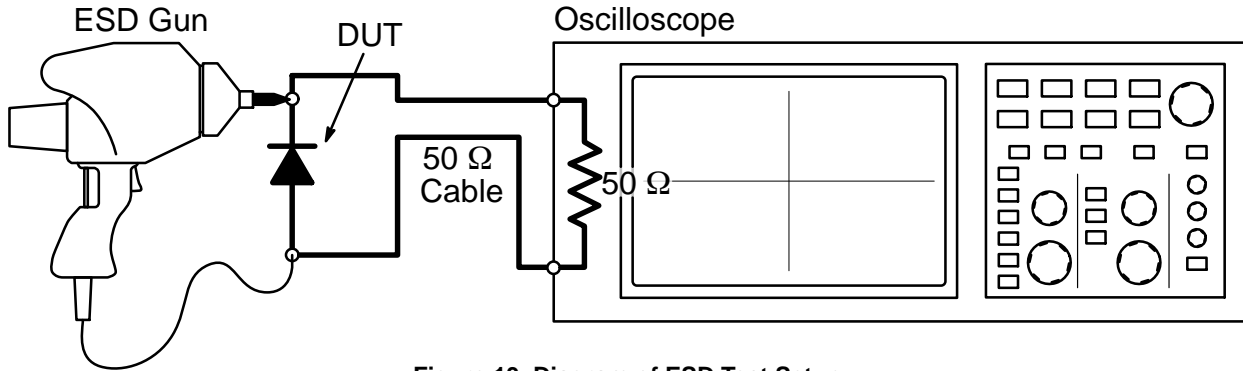 ESD Gun
Oscilloscope
DUT
50 Ω
Cable
50 Ω